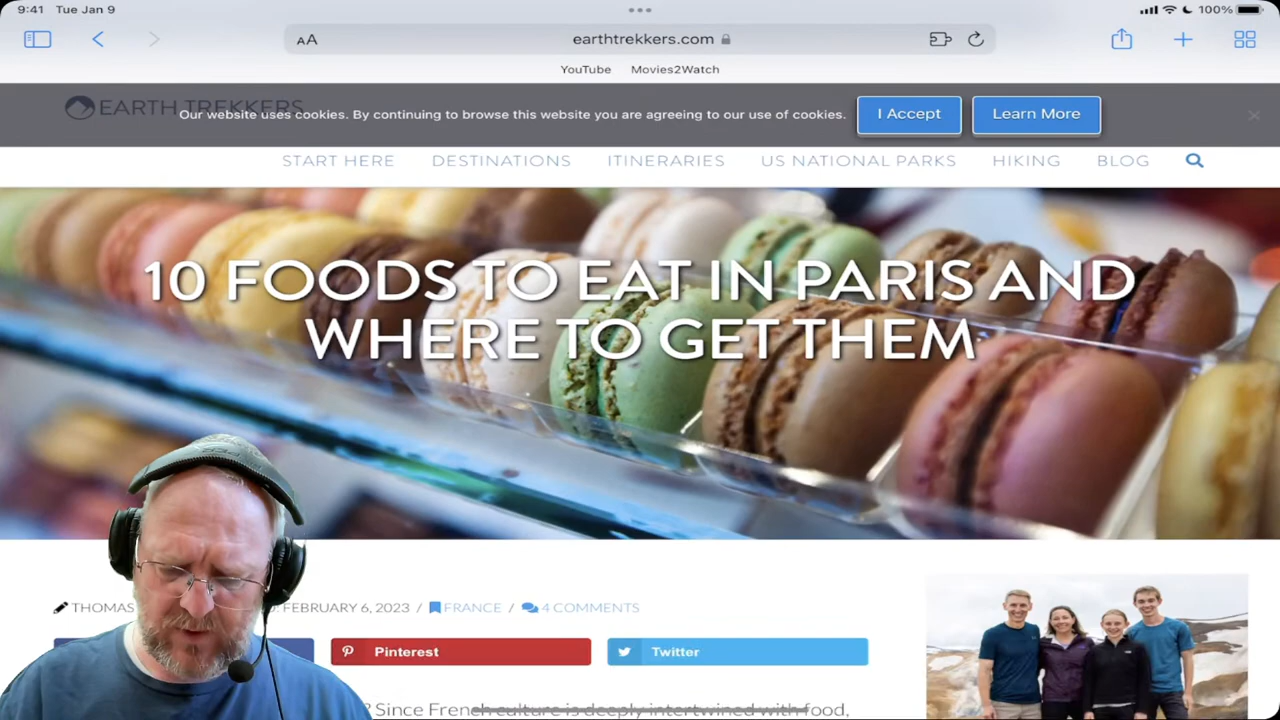 9:41 Tue Jan 9
100%
AA
earthtrekkers.com
YouTube Movies2Watch
EARTH TREKKERS
Our website uses cookies. By continuing to browse this website you are agreeing to our use of cookies.
I Accept
Learn More
START HERE DESTINATIONS ITINERARIES US NATIONAL PARKS HIKING BLOG
10 FOODS TO EAT IN PARIS AND
WHERE TO GET THEM
THOMAS
FEBRUARY 6, 2023 / FRANCE / 4 COMMENTS
Pinterest
Twitter
? Since French culture is deeply intertwined with food,